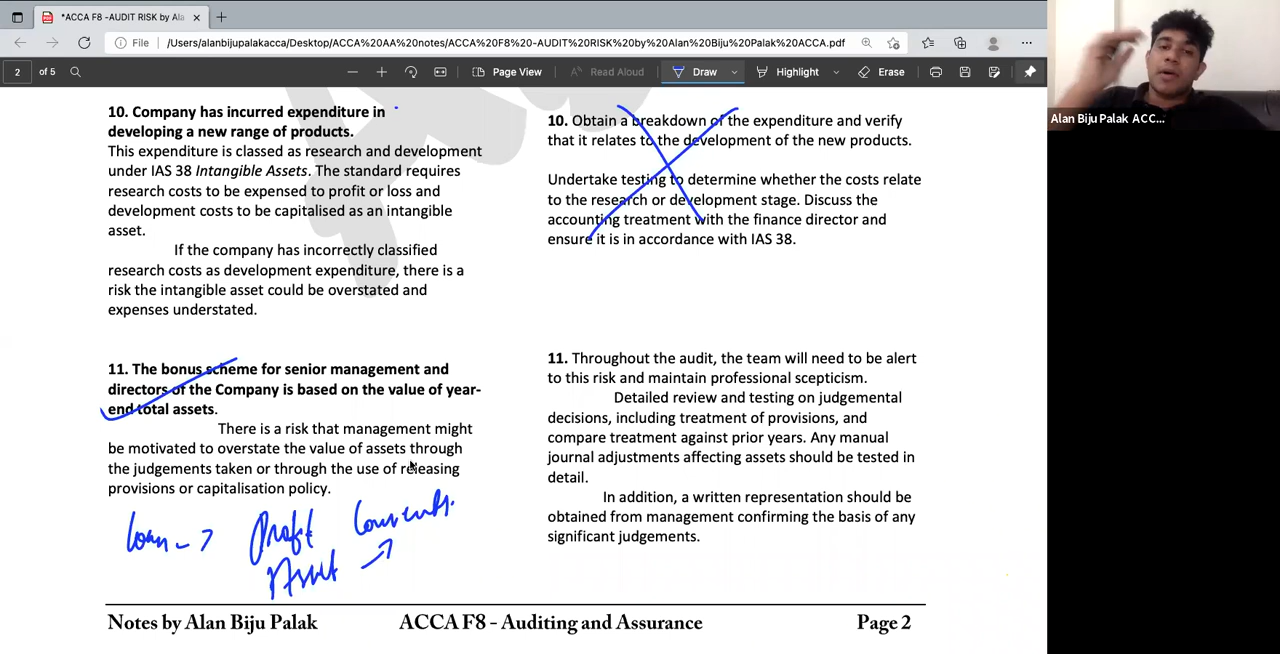 *ACCA F8 -AUDIT RISK by Ala
File
/Users/alanbijupalakacca/Desktop/ACCA%20AA%20notes/ACCA%20F8%20-AUDIT%20RISK%20by%20Alan%20Biju%20Palak%20ACCA.pdf
2 of 5
Page View
Read Aloud
Draw
Highlight
Erase
Alan Biju Palak ACC...
10. Company has incurred expenditure in
developing a new range of products.
This expenditure is classed as research and development
under IAS 38 Intangible Assets. The standard requires
research costs to be expensed to profit or loss and
development costs to be capitalised as an intangible
asset.
If the company has incorrectly classified
research costs as development expenditure, there is a
risk the intangible asset could be overstated and
expenses understated.
10. Obtain a breakdown of the expenditure and verify
that it relates to the development of the new products.
Undertake testing to determine whether the costs relate
to the research or development stage. Discuss the
accounting treatment with the finance director and
ensure it is in accordance with IAS 38.
11. The bonus scheme for senior management and
directors of the Company is based on the value of year-
end total assets.
There is a risk that management might
be motivated to overstate the value of assets through
the judgements taken or through the use of releasing
provisions or capitalisation policy.
Loan → Profit
Asset
11. Throughout the audit, the team will need to be alert
to this risk and maintain professional scepticism.
Detailed review and testing on judgemental
decisions, including treatment of provisions, and
compare treatment against prior years. Any manual
journal adjustments affecting assets should be tested in
detail.
In addition, a written representation should be
obtained from management confirming the basis of any
significant judgements.
Notes by Alan Biju Palak
ACCA F8 - Auditing and Assurance
Page 2